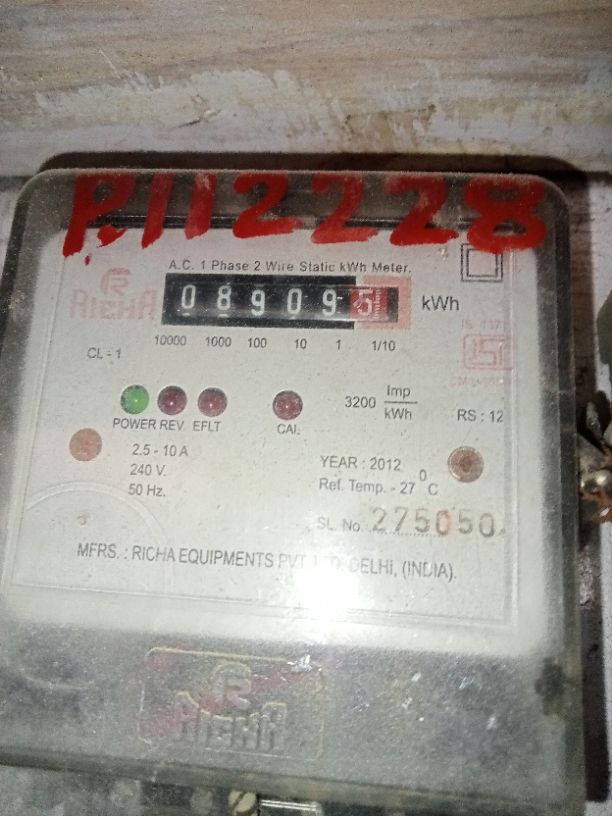 P.112228
A.C. 1 Phase 2 Wire Static kWh Meter.
RICHA
089095 kWh
10000 1000 100 10 1 1/10
CL - 1
3200 Imp/kWh
RS : 12
POWER REV. EFLT CAL
2.5 - 10 A
240 V.
50 Hz.
YEAR : 2012
Ref. Temp. - 27 0 C
SL. No. 275050
MFRS. : RICHA EQUIPMENTS PVT. LTD. DELHI, (INDIA).
RICHA